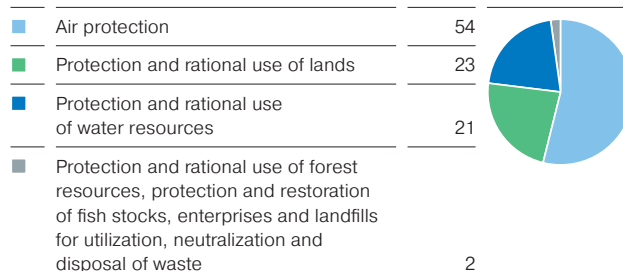 Air protection 54
Protection and rational use of lands 23
Protection and rational use
of water resources 21
Protection and rational use of forest
resources, protection and restoration
of fish stocks, enterprises and landfills
for utilization, neutralization and
disposal of waste 2